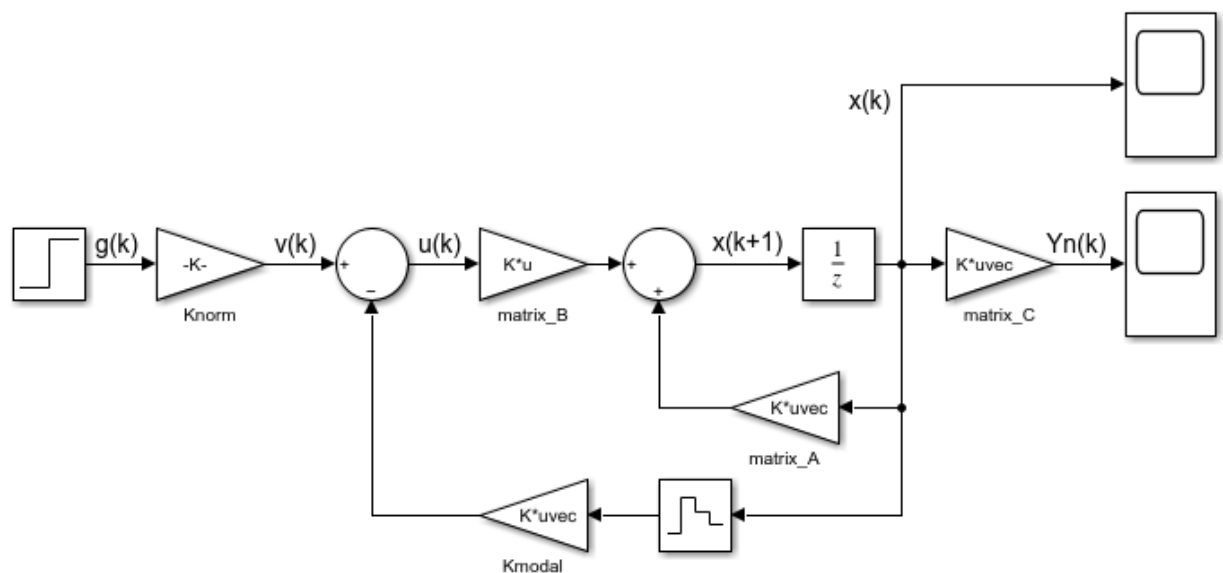 x(k)
g(k)
-K-
Knorm
v(k)
+
−
u(k)
K*u
matrix_B
+
+
x(k+1)
1
z
K*uvec
matrix_C
Yn(k)
K*uvec
matrix_A
K*uvec
Kmodal